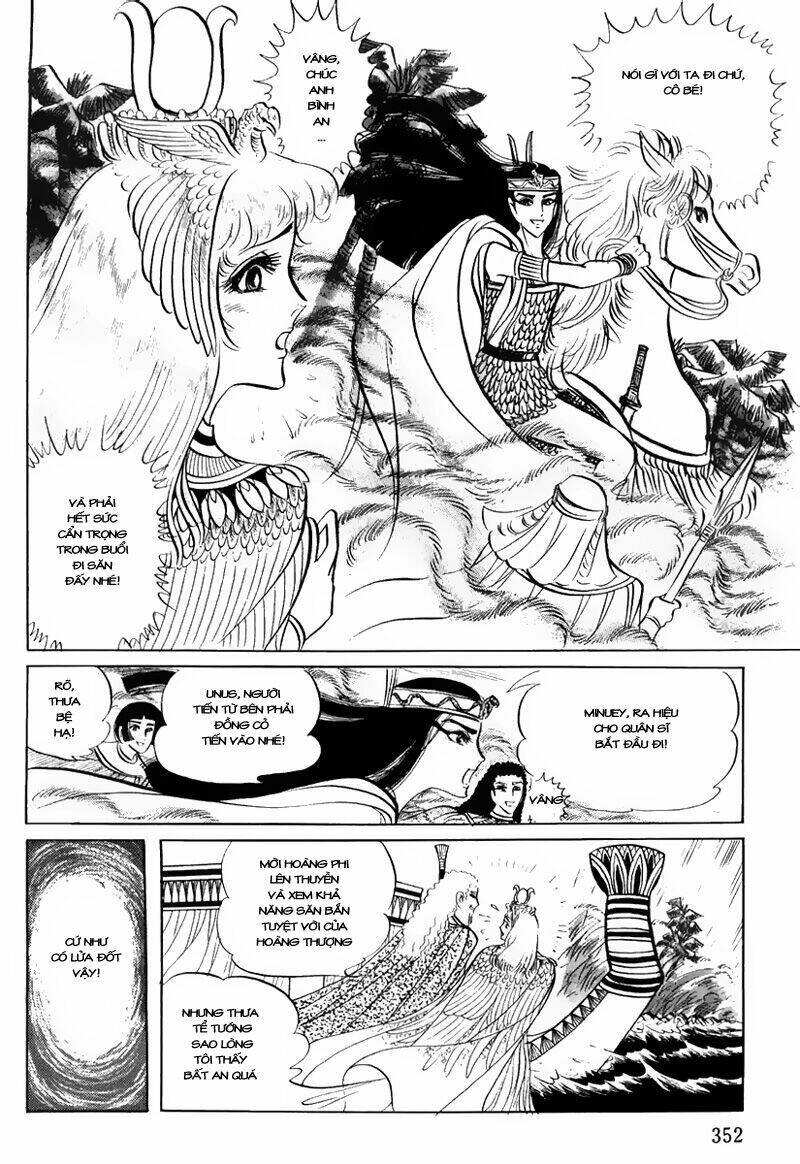 VÂNG,
CHÚC
ANH
BÌNH
AN
...
NÓI GÌ VỚI TA ĐI CHỨ,
CÔ BÉ!
VÀ PHẢI
HẾT SỨC
CẨN TRỌNG
TRONG BUỔI
ĐI SĂN
ĐẤY NHÉ!
RÕ,
THƯA
BỆ
HẠ!
UNUS, NGƯỜI
TIẾN TỪ BÊN PHẢI
ĐỒNG CỎ
TIẾN VÀO NHÉ!
MINUEY, RA HIỆU
CHO QUÂN SĨ
BẮT ĐẦU ĐI!
VÂNG
CỨ NHƯ
CÓ LỬA ĐỐT
VẬY!
MỜI HOÀNG PHI
LÊN THUYỀN
VÀ XEM KHẢ
NĂNG SĂN BẮN
TUYỆT VỜI CỦA
HOÀNG THƯỢNG
NHƯNG THƯA
TỂ TƯỚNG
SAO LÒNG
TÔI THẤY
BẤT AN QUÁ
352